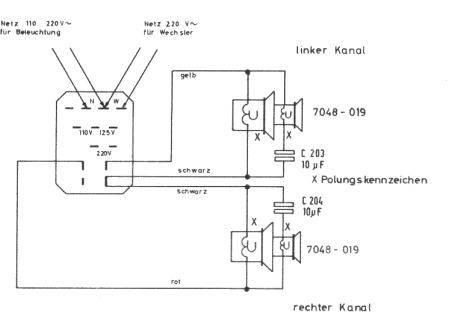 Netz 110. 220V~
für Beleuchtung
Netz 220 V~
für Wechsler
linker Kanal
gelb
N W
7048-019
110V 125V
X X
220V
C 203
10 µF
schwarz
X Polungskennzeichen
schwarz
C 204
10µF
X X
7048-019
rot
rechter Kanal